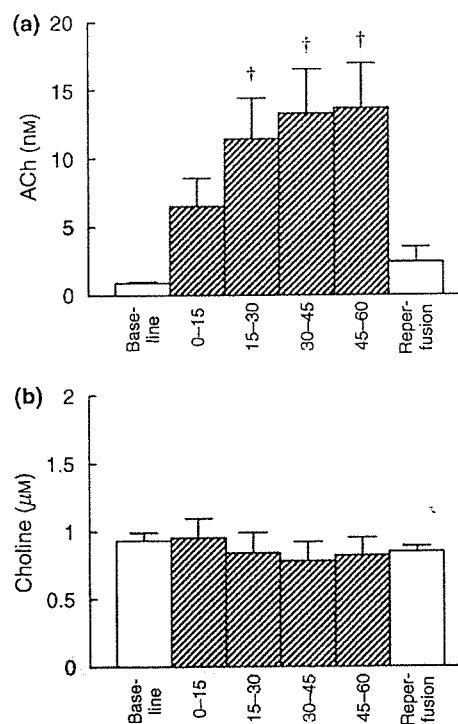 (a)
20
15
10
5
0
ACh (nM)
†
†
†
Base-
line
0–15
15–30
30–45
45–60
Reper-
fusion
(b)
2
1.5
1
0.5
0
Choline (μM)
Base-
line
0–15
15–30
30–45
45–60
Reper-
fusion